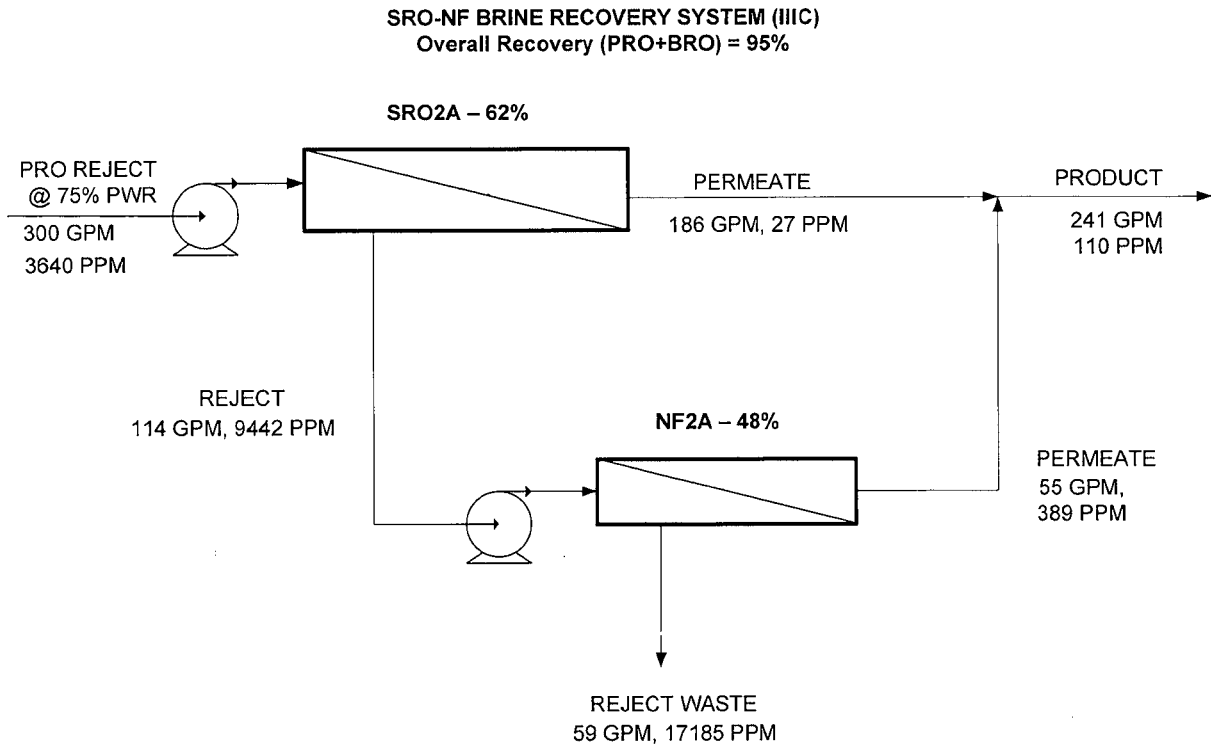 SRO-NF BRINE RECOVERY SYSTEM (IIIC)
Overall Recovery (PRO+BRO) = 95%
SRO2A – 62%
PRO REJECT
@ 75% PWR
300 GPM
3640 PPM
PERMEATE
186 GPM, 27 PPM
PRODUCT
241 GPM
110 PPM
REJECT
114 GPM, 9442 PPM
NF2A – 48%
PERMEATE
55 GPM,
389 PPM
REJECT WASTE
59 GPM, 17185 PPM